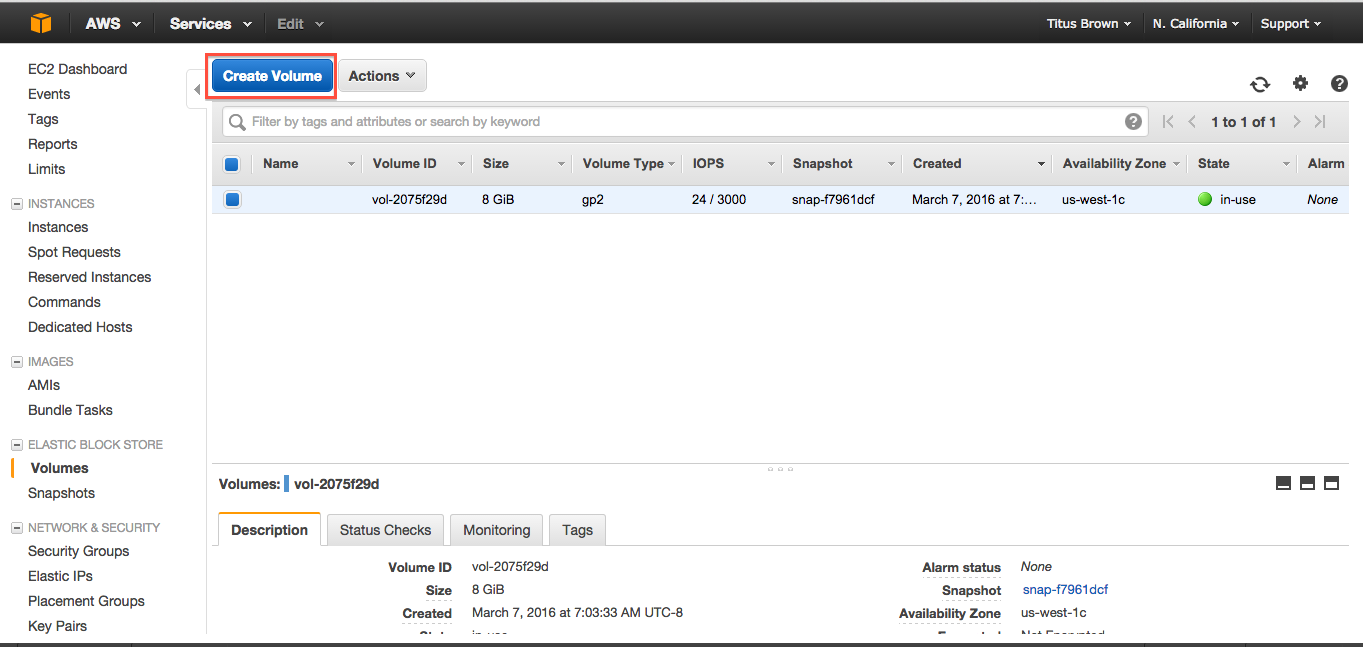 AWS Services Edit Titus Brown N. California Support
EC2 Dashboard
Events
Tags
Reports
Limits
INSTANCES
Instances
Spot Requests
Reserved Instances
Commands
Dedicated Hosts
IMAGES
AMIs
Bundle Tasks
ELASTIC BLOCK STORE
Volumes
Snapshots
NETWORK & SECURITY
Security Groups
Elastic IPs
Placement Groups
Key Pairs
Create Volume Actions
Filter by tags and attributes or search by keyword 1 to 1 of 1
Name Volume ID Size Volume Type IOPS Snapshot Created Availability Zone State Alarm
vol-2075f29d 8 GiB gp2 24 / 3000 snap-f7961dcf March 7, 2016 at 7:... us-west-1c in-use None
Volumes: vol-2075f29d
Description Status Checks Monitoring Tags
Volume ID vol-2075f29d Alarm status None
Size 8 GiB Snapshot snap-f7961dcf
Created March 7, 2016 at 7:03:33 AM UTC-8 Availability Zone us-west-1c